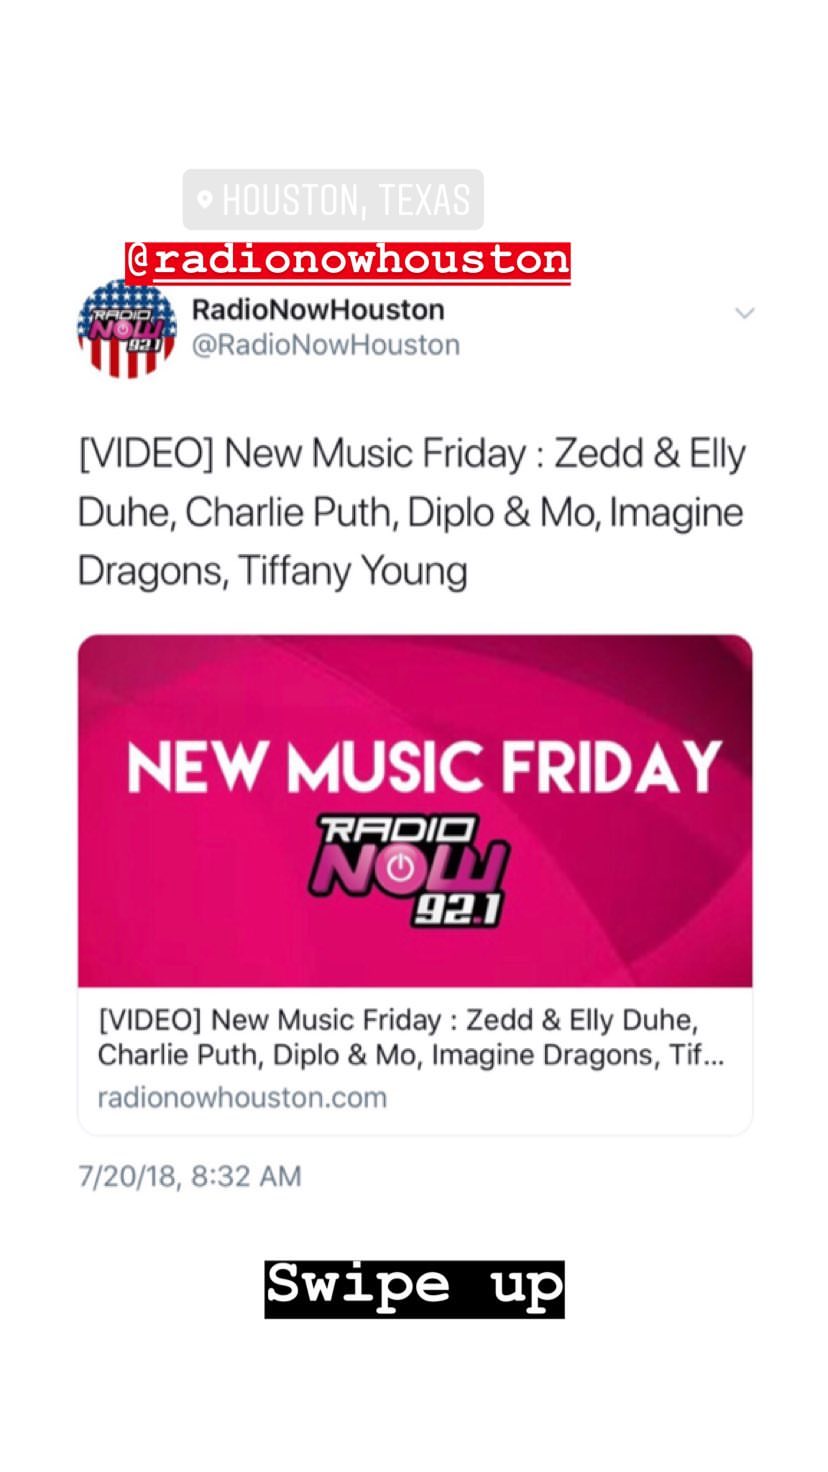 HOUSTON, TEXAS
@radionowhouston
RADIO
NOW
92.1
RadioNowHouston
@RadioNowHouston
[VIDEO] New Music Friday : Zedd & Elly
Duhe, Charlie Puth, Diplo & Mo, Imagine
Dragons, Tiffany Young
NEW MUSIC FRIDAY
RADIO
NOW
92.1
[VIDEO] New Music Friday : Zedd & Elly Duhe,
Charlie Puth, Diplo & Mo, Imagine Dragons, Tif...
radionowhouston.com
7/20/18, 8:32 AM
Swipe up